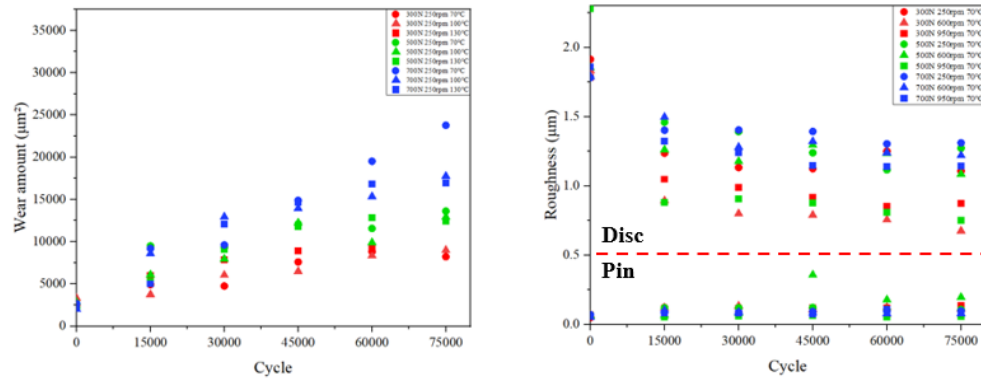 35000
30000
25000
20000
15000
10000
5000
0
Wear amount (μm²)
300N 250rpm 70°C
300N 250rpm 100°C
300N 250rpm 130°C
500N 250rpm 70°C
500N 250rpm 100°C
500N 250rpm 130°C
700N 250rpm 70°C
700N 250rpm 100°C
700N 250rpm 130°C
0 15000 30000 45000 60000 75000
Cycle
2.0
1.5
1.0
0.5
0.0
Roughness (μm)
300N 250rpm 70°C
300N 600rpm 70°C
300N 950rpm 70°C
500N 250rpm 70°C
500N 600rpm 70°C
500N 950rpm 70°C
700N 250rpm 70°C
700N 600rpm 70°C
700N 950rpm 70°C
Disc
Pin
0 15000 30000 45000 60000 75000
Cycle